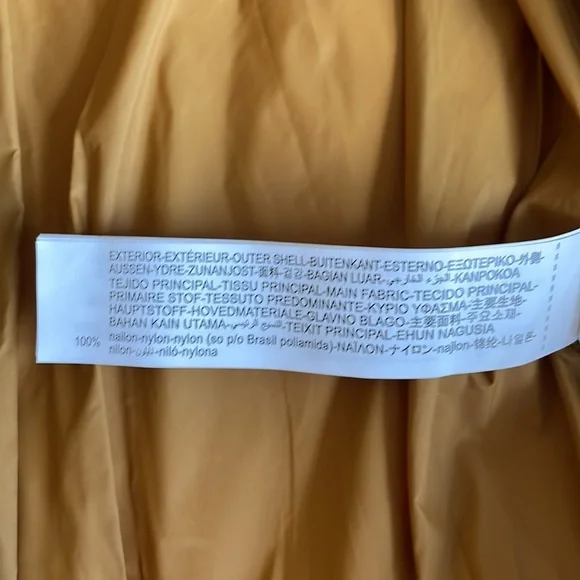 EXTERIOR-EXTÉRIEUR-OUTER SHELL-BUITENKANT-ESTERNO-ΕΞΩΤΕΡΙΚΟ-外側-
AUSSEN-YDRE-ZUNANJOST-面料-겉감-BAGIAN LUAR-الجزء الخارجي-KANPOKOA
TEJIDO PRINCIPAL-TISSU PRINCIPAL-MAIN FABRIC-TECIDO PRINCIPAL-
PRIMAIRE STOF-TESSUTO PREDOMINANTE-ΚΥΡΙΟ ΥΦΑΣΜΑ-主要生地-
HAUPTSTOFF-HOVEDMATERIALE-GLAVNO BLAGO-主要面料-주요소재-
BAHAN KAIN UTAMA-النسيج الرئيسي-TEIXIT PRINCIPAL-EHUN NAGUSIA
100% nailon-nylon-nylon (so p/o Brasil poliamida)-ΝΑΪΛΟΝ-ナイロン-najlon-锦纶-나일론-
nilon-نايلون-niló-nylona